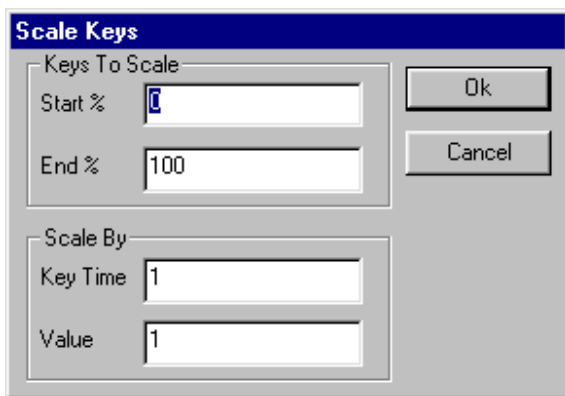 Scale Keys
Keys To Scale
Start % 0
End % 100
Ok
Cancel
Scale By
Key Time 1
Value 1